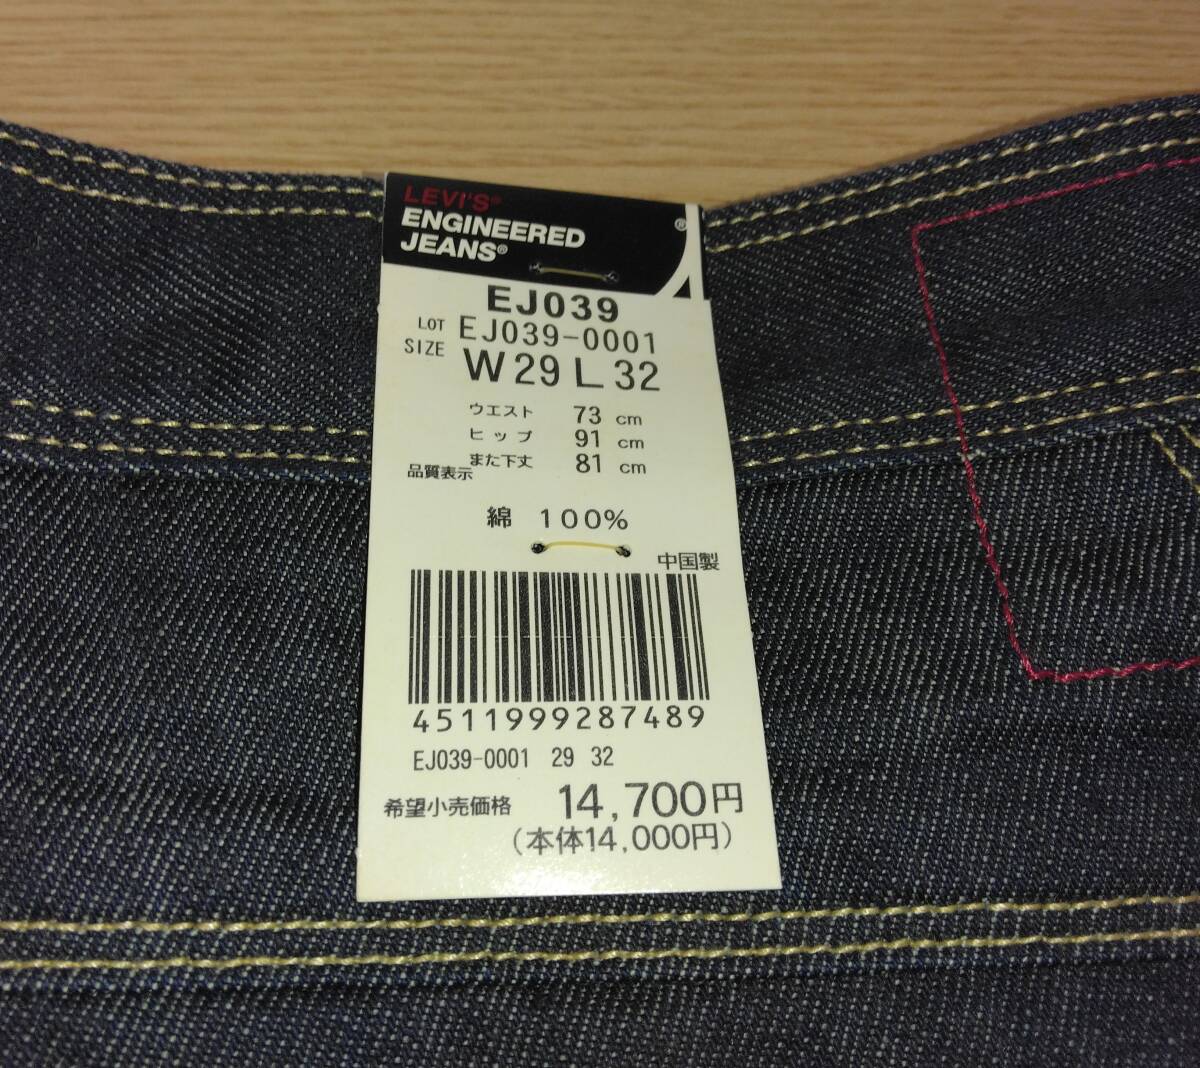 LEVI'S®
ENGINEERED
JEANS®
®
EJ039
LOT EJ039-0001
SIZE W29 L32
ウエスト 73 cm
ヒップ 91 cm
また下丈 81 cm
品質表示
綿 100%
中国製
4511999287489
EJ039-0001 29 32
希望小売価格 14,700円
(本体14,000円)